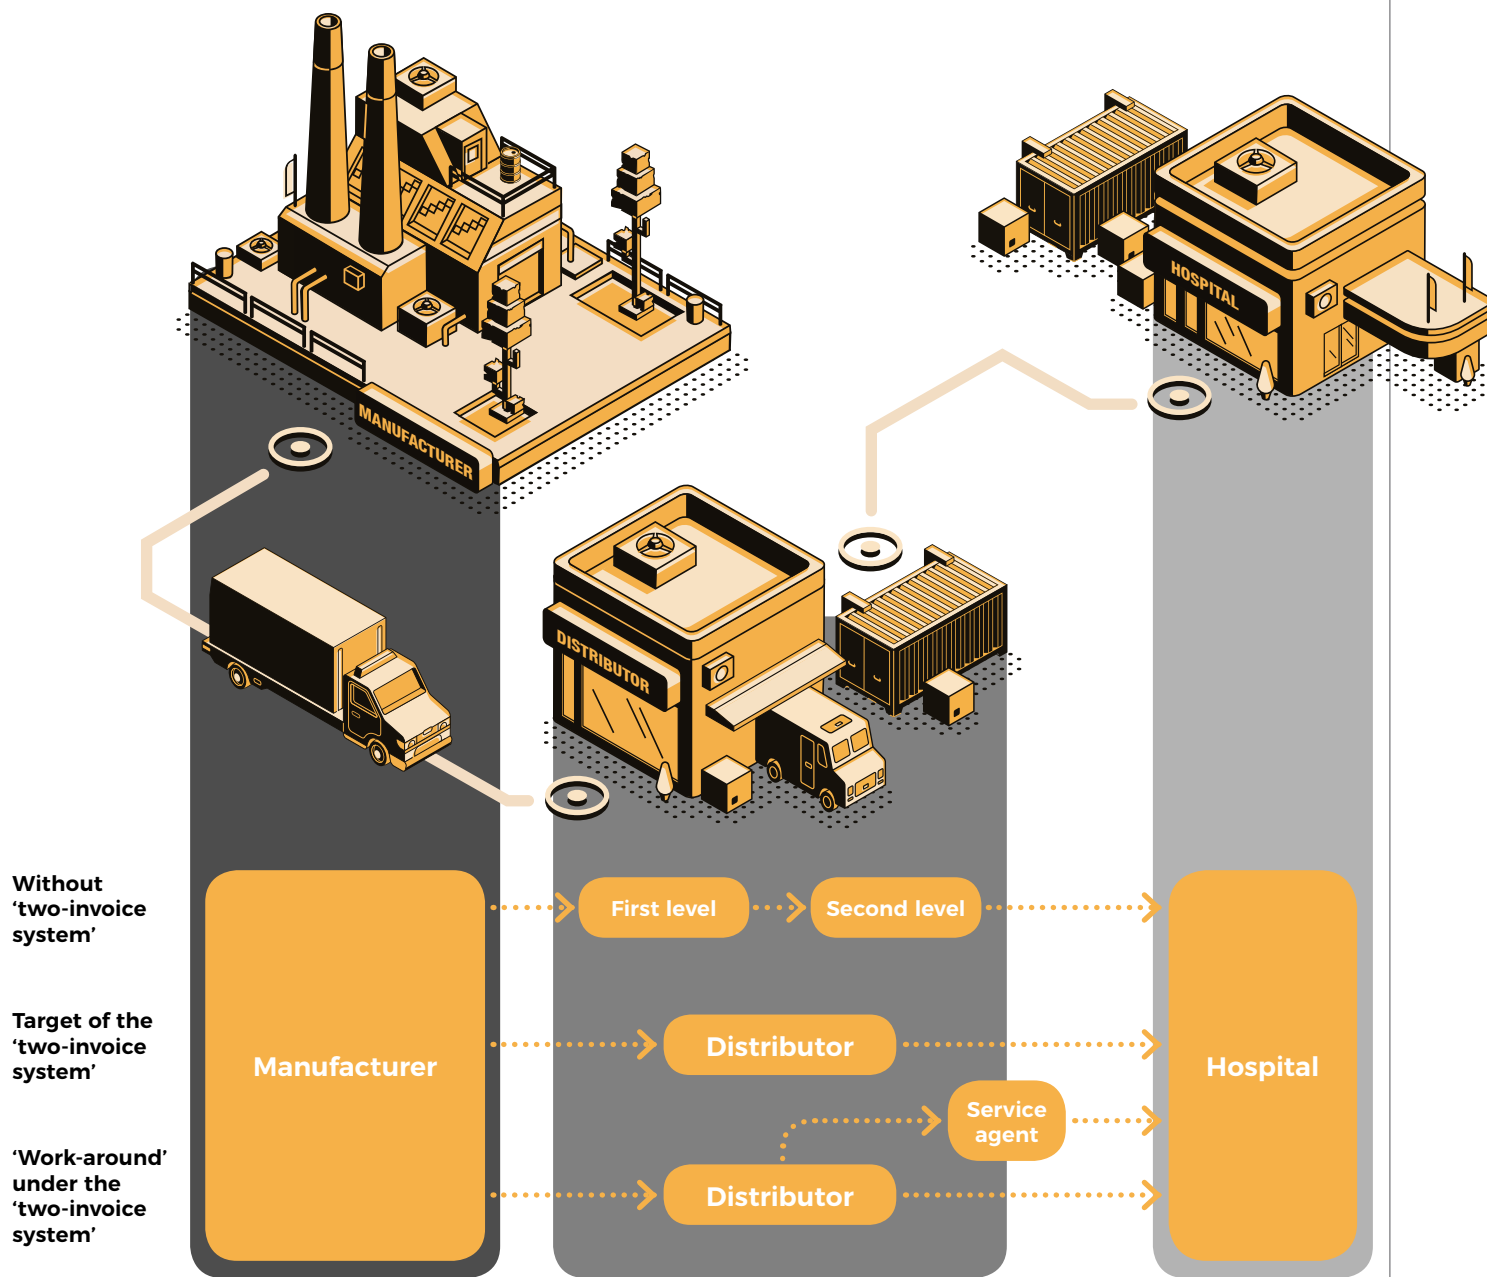 HOSPITAL
MANUFACTURER
DISTRIBUTOR
Without
‘two-invoice
system’
First level
Second level
Target of the
‘two-invoice
system’
Manufacturer
Distributor
Hospital
Service
agent
‘Work-around’
under the
‘two-invoice
system’
Distributor